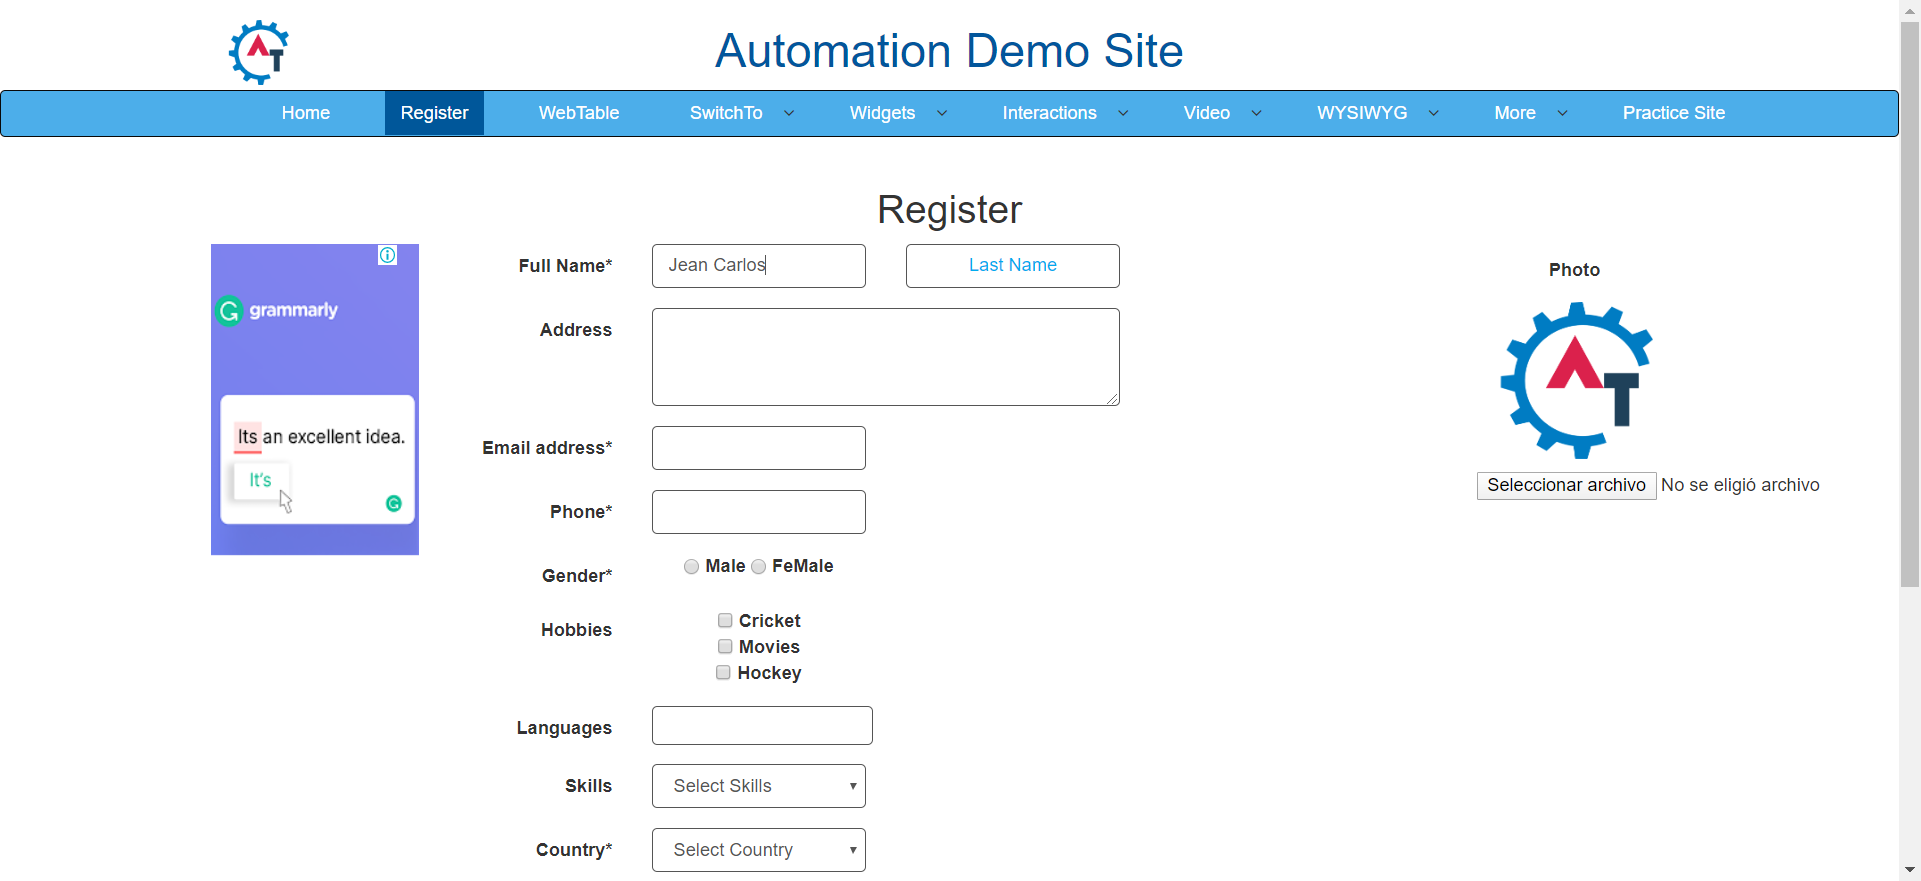 AT
Automation Demo Site
Home Register WebTable SwitchTo Widgets Interactions Video WYSIWYG More Practice Site
Register
grammarly
Its an excellent idea.
It's
Full Name* Jean Carlos Last Name
Address
Email address*
Phone*
Gender* Male FeMale
Hobbies
Cricket
Movies
Hockey
Languages
Skills Select Skills
Country* Select Country
Photo
AT
Seleccionar archivo No se eligió archivo